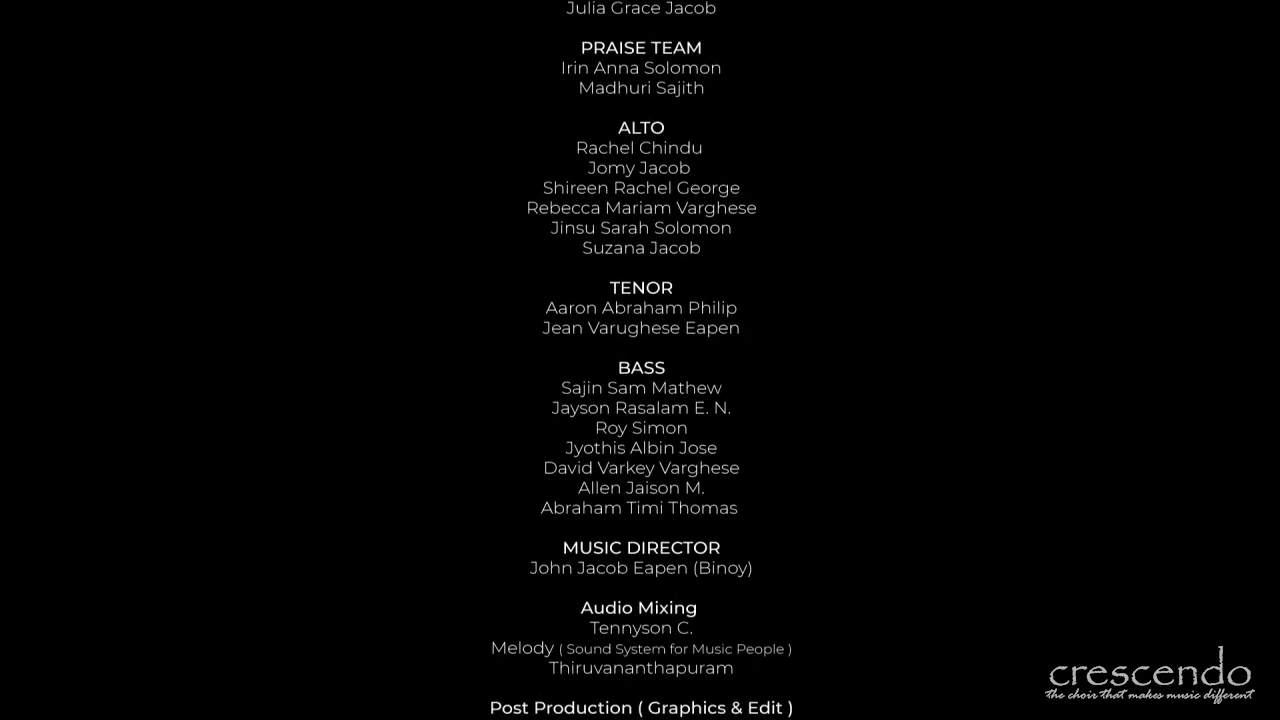 Julia Grace Jacob
PRAISE TEAM
Irin Anna Solomon
Madhuri Sajith
ALTO
Rachel Chindu
Jomy Jacob
Shireen Rachel George
Rebecca Mariam Varghese
Jinsu Sarah Solomon
Suzana Jacob
TENOR
Aaron Abraham Philip
Jean Varughese Eapen
BASS
Sajin Sam Mathew
Jayson Rasalam E. N.
Roy Simon
Jyothis Albin Jose
David Varkey Varghese
Allen Jaison M.
Abraham Timi Thomas
MUSIC DIRECTOR
John Jacob Eapen (Binoy)
Audio Mixing
Tennyson C.
Melody ( Sound System for Music People )
Thiruvananthapuram
Post Production ( Graphics & Edit )
crescendo
the choir that makes music different